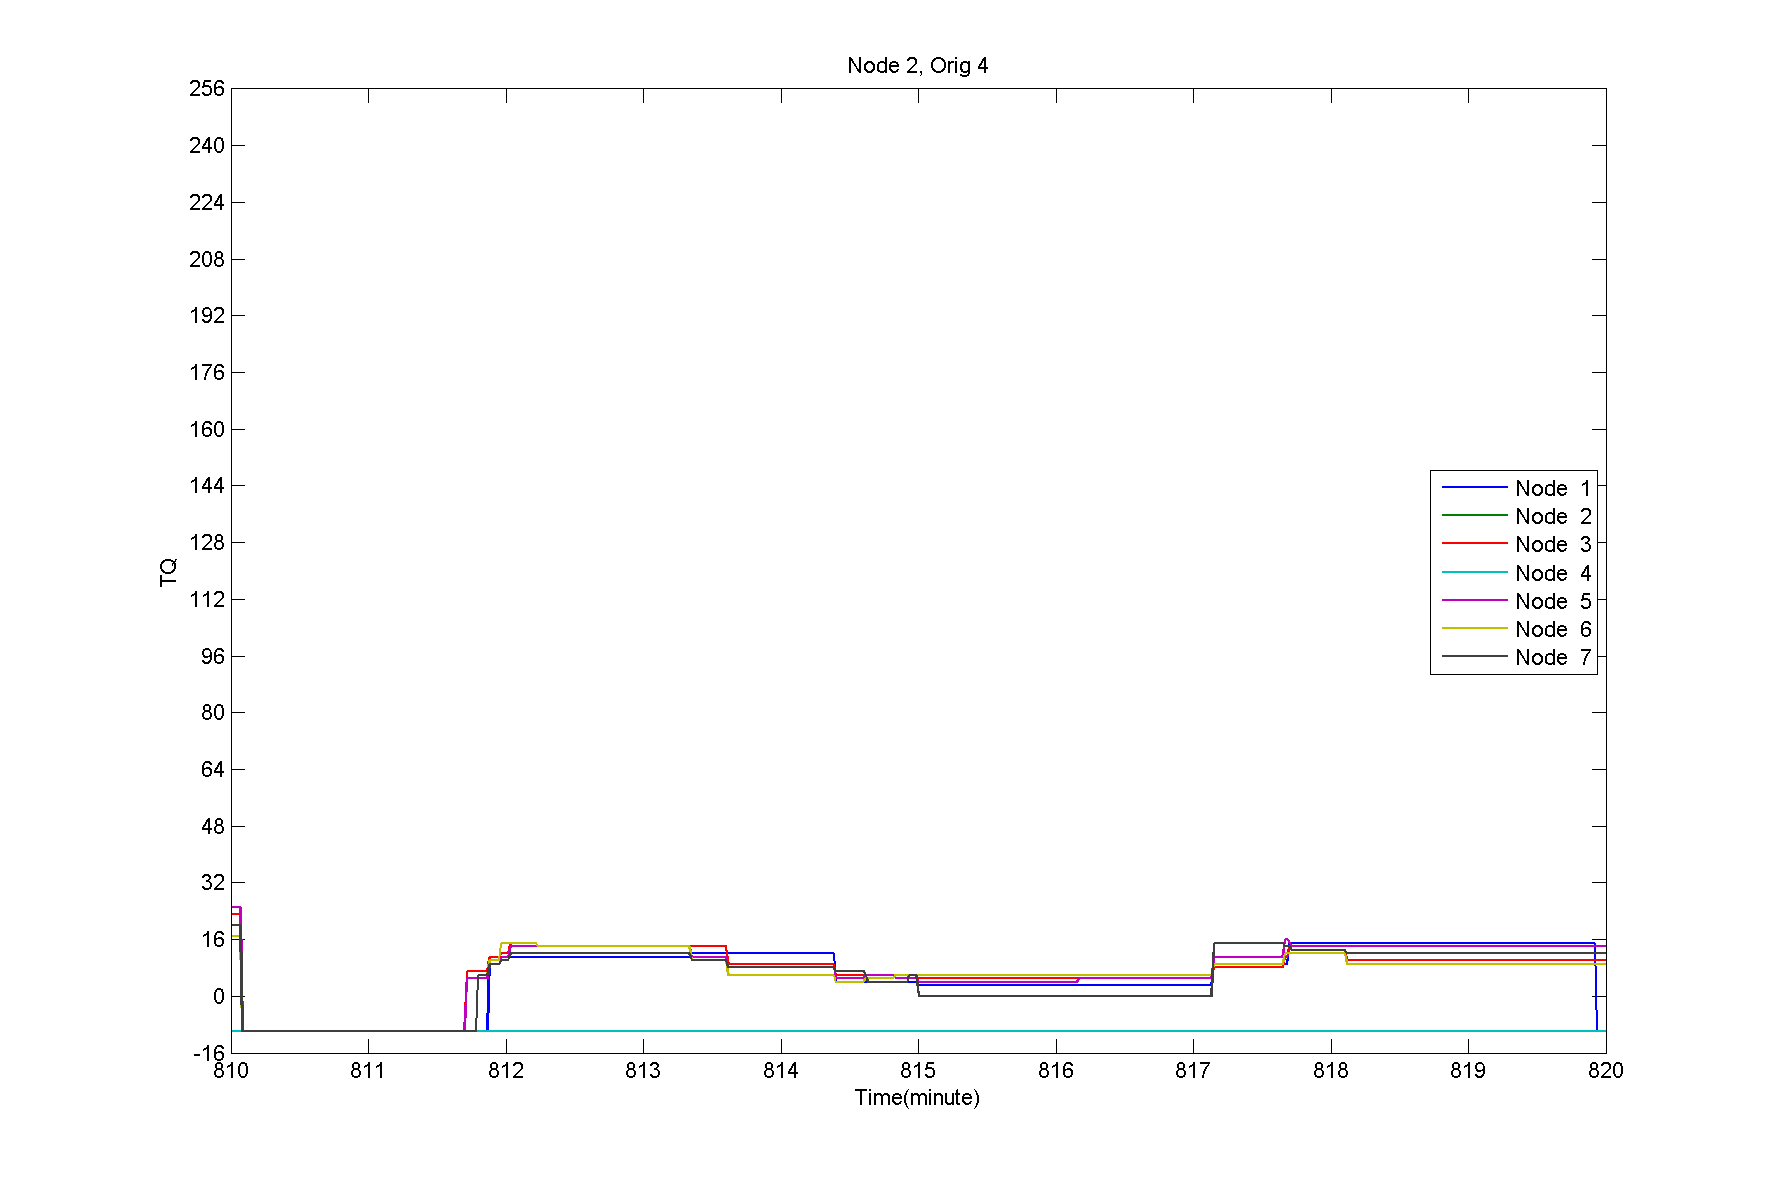 Node 2, Orig 4
256
240
224
208
192
176
160
144
128
112
96
80
64
48
32
16
0
-16
TQ
Node 1
Node 2
Node 3
Node 4
Node 5
Node 6
Node 7
810 811 812 813 814 815 816 817 818 819 820
Time(minute)